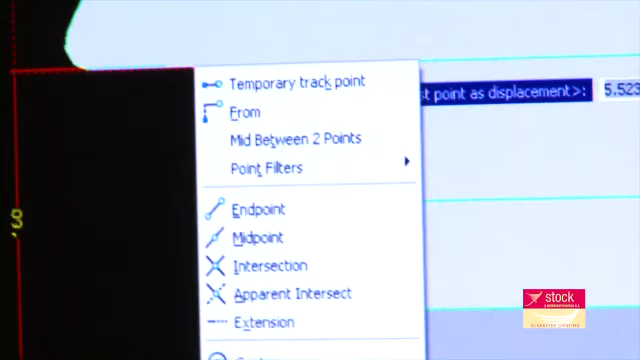 Temporary track point
From
Mid Between 2 Points
Point Filters
st point as displacement>:
5.523
Endpoint
Midpoint
Intersection
Apparent Intersect
Extension
stock